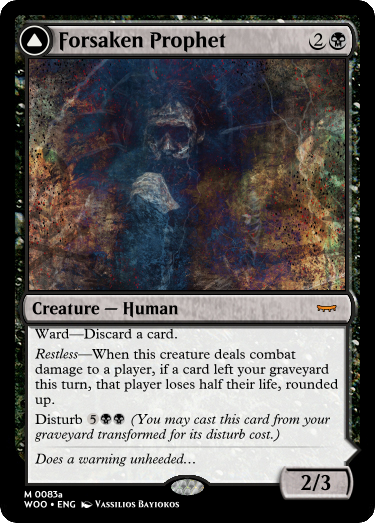 Forsaken Prophet 2
Creature — Human
Ward—Discard a card.
Restless—When this creature deals combat
damage to a player, if a card left your graveyard
this turn, that player loses half their life, rounded
up.
Disturb 5 (You may cast this card from your
graveyard transformed for its disturb cost.)
Does a warning unheeded…
2/3
M 0083a
WOO • ENG Vassilios Bayiokos